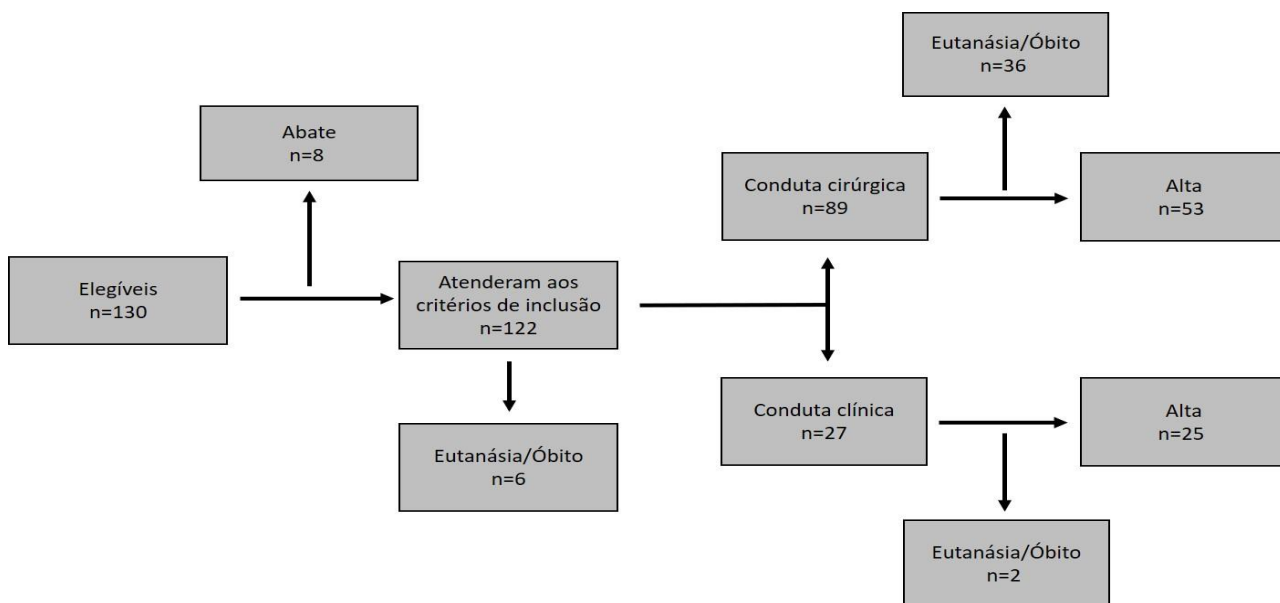 Elegíveis
n=130
Abate
n=8
Atenderam aos
critérios de inclusão
n=122
Eutanásia/Óbito
n=6
Conduta cirúrgica
n=89
Eutanásia/Óbito
n=36
Alta
n=53
Conduta clínica
n=27
Alta
n=25
Eutanásia/Óbito
n=2